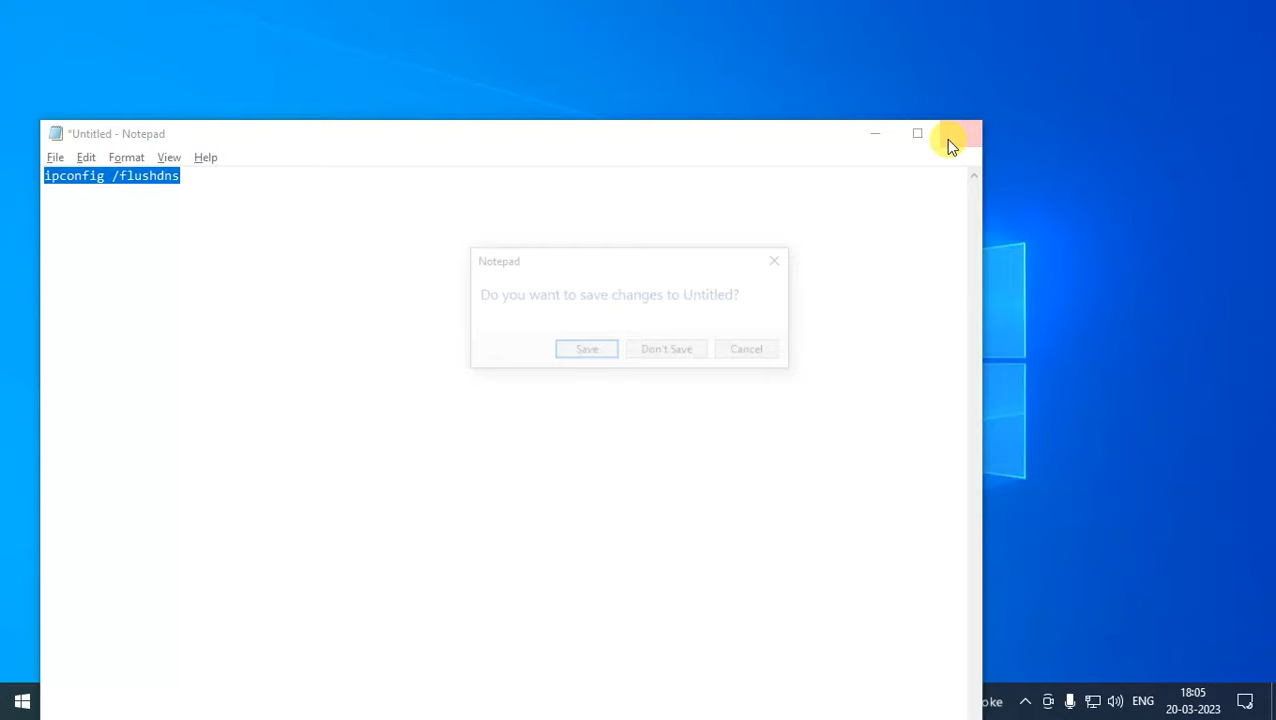 *Untitled - Notepad
File Edit Format View Help
ipconfig /flushdns
Notepad
Do you want to save changes to Untitled?
Save Don't Save Cancel
oke ENG 18:05
20-03-2023